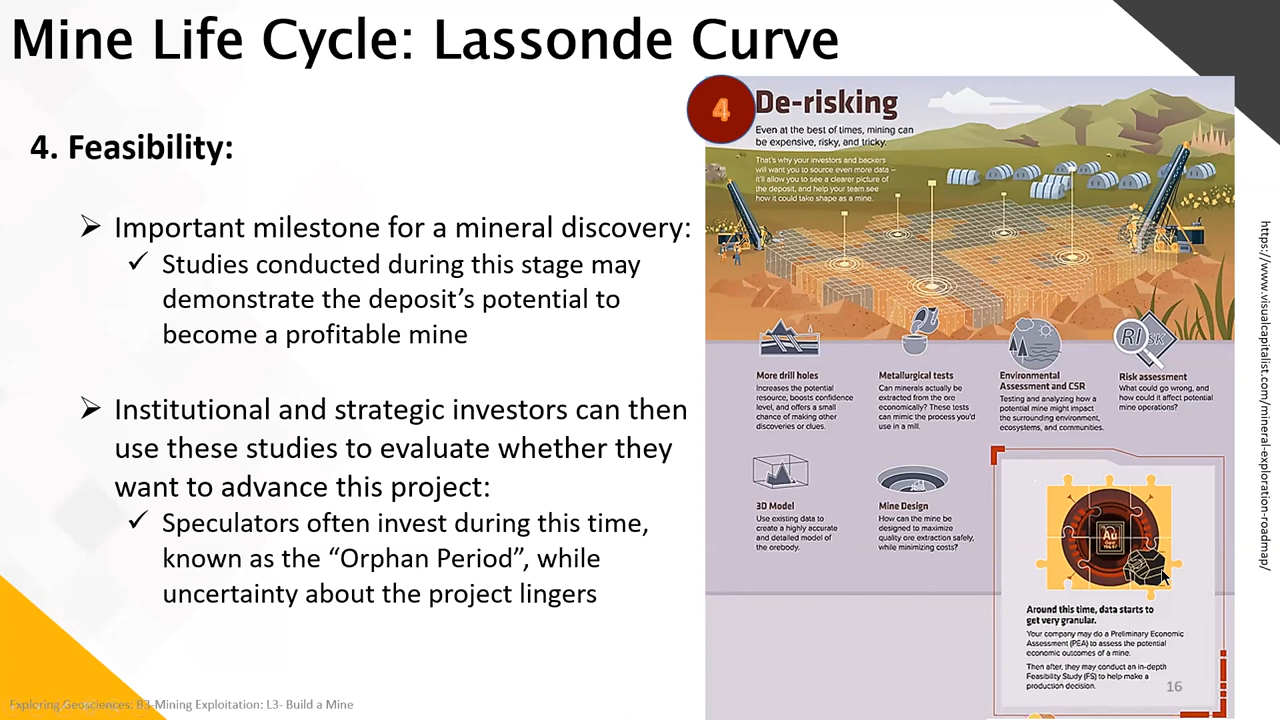 Mine Life Cycle: Lassonde Curve
4. Feasibility:
Important milestone for a mineral discovery:
Studies conducted during this stage may
demonstrate the deposit’s potential to
become a profitable mine
Institutional and strategic investors can then
use these studies to evaluate whether they
want to advance this project:
Speculators often invest during this time,
known as the “Orphan Period”, while
uncertainty about the project lingers
4
De-risking
Even at the best of times, mining can
be expensive, risky, and tricky.
That's why your investors and backers
will want you to source even more data –
it'll allow you to see a clearer picture of
the deposit, and help your team see
how it could take shape as a mine.
RISK
More drill holes
Increases the potential
resource, boosts confidence
level, and offers a small
chance of making other
discoveries or clues.
Metallurgical tests
Can minerals actually be
extracted from the ore
economically? These tests
can mimic the process you'd
use in a mill.
Environmental
Assessment and CSR
Testing and analyzing how a
potential mine might impact
the surrounding environment,
ecosystems, and communities.
Risk assessment
What could go wrong, and
how could it affect potential
mine operations?
3D Model
Use existing data to
create a highly accurate
and detailed model of
the orebody.
Mine Design
How can the mine be
designed to maximize
quality ore extraction safely,
while minimizing costs?
Au
Around this time, data starts to
get very granular.
Your company may do a Preliminary Economic
Assessment (PEA) to assess the potential
economic outcomes of a mine.
Then after, they may conduct an in-depth
Feasibility Study (FS) to help make a
production decision.
16
https://www.visualcapitalist.com/mineral-exploration-roadmap/
Exploring Geosciences: B3-Mining Exploitation: L3- Build a Mine